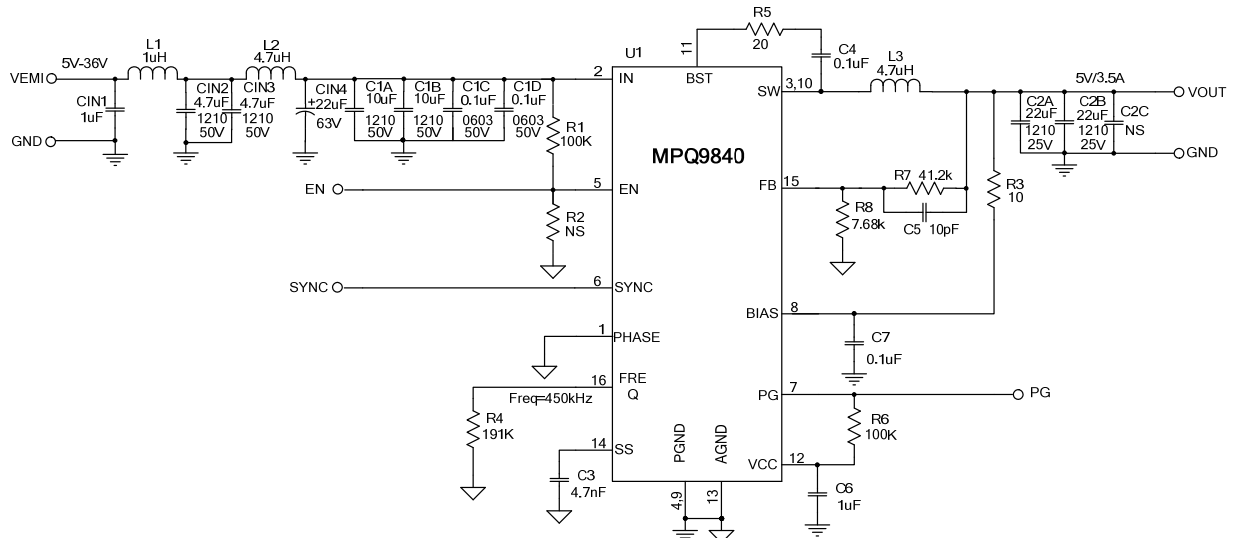 R5
20
11
C4
0.1uF
L1
1uH
L2
4.7uH
5V-36V
VEMI
CIN1
1uF
GND
CIN2
4.7uF
1210
50V
CIN3
4.7uF
1210
50V
CIN4
+
22uF
63V
C1A
10uF
1210
50V
C1B
10uF
1210
50V
C1C
0.1uF
0603
50V
C1D
0.1uF
0603
50V
R1
100K
U1
2
IN
BST
SW
3,10
L3
4.7uH
5V/3.5A
VOUT
C2A
22uF
1210
25V
C2B
22uF
1210
25V
C2C
NS
GND
MPQ9840
EN
5
EN
R2
NS
FB
15
R7 41.2k
R8
7.68k
C5 10pF
R3
10
SYNC
6
SYNC
BIAS
8
C7
0.1uF
1
PHASE
16
FRE
Q
Freq=450kHz
R4
191K
PG
7
PG
R6
100K
14
SS
C3
4.7nF
PGND
AGND
VCC
12
C6
1uF
4,9
13